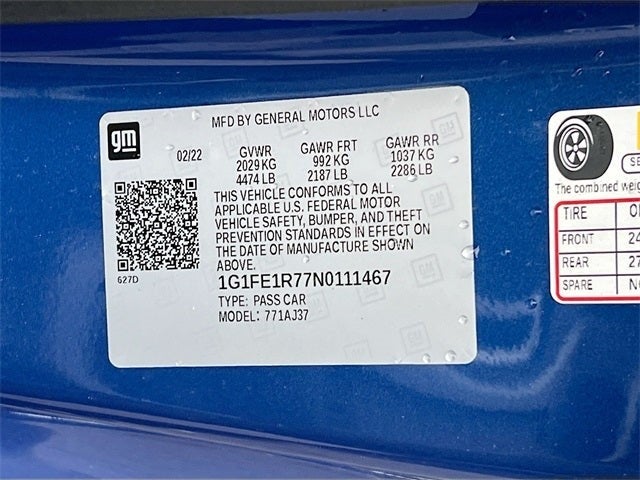 MFD BY GENERAL MOTORS LLC
gm
02/22 GVWR GAWR FRT GAWR RR
2029 KG 992 KG 1037 KG
4474 LB 2187 LB 2286 LB
THIS VEHICLE CONFORMS TO ALL
APPLICABLE U.S. FEDERAL MOTOR
VEHICLE SAFETY, BUMPER, AND THEFT
PREVENTION STANDARDS IN EFFECT ON
THE DATE OF MANUFACTURE SHOWN
ABOVE.
627D
1G1FE1R77N0111467
TYPE: PASS CAR
MODEL: 771AJ37
The combined
TIRE
FRONT 24
REAR 27
SPARE